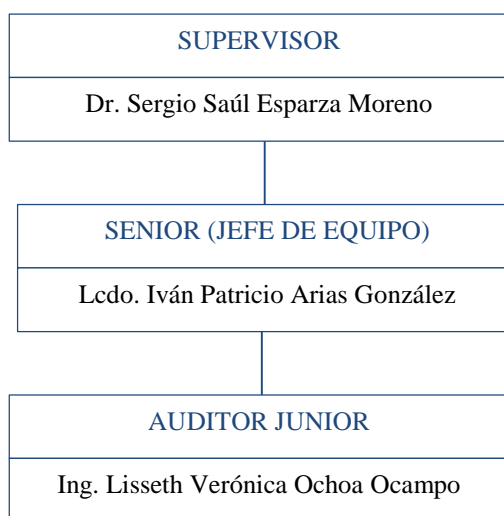 SUPERVISOR
Dr. Sergio Saúl Esparza Moreno
SENIOR (JEFE DE EQUIPO)
Lcdo. Iván Patricio Arias González
AUDITOR JUNIOR
Ing. Lisseth Verónica Ochoa Ocampo